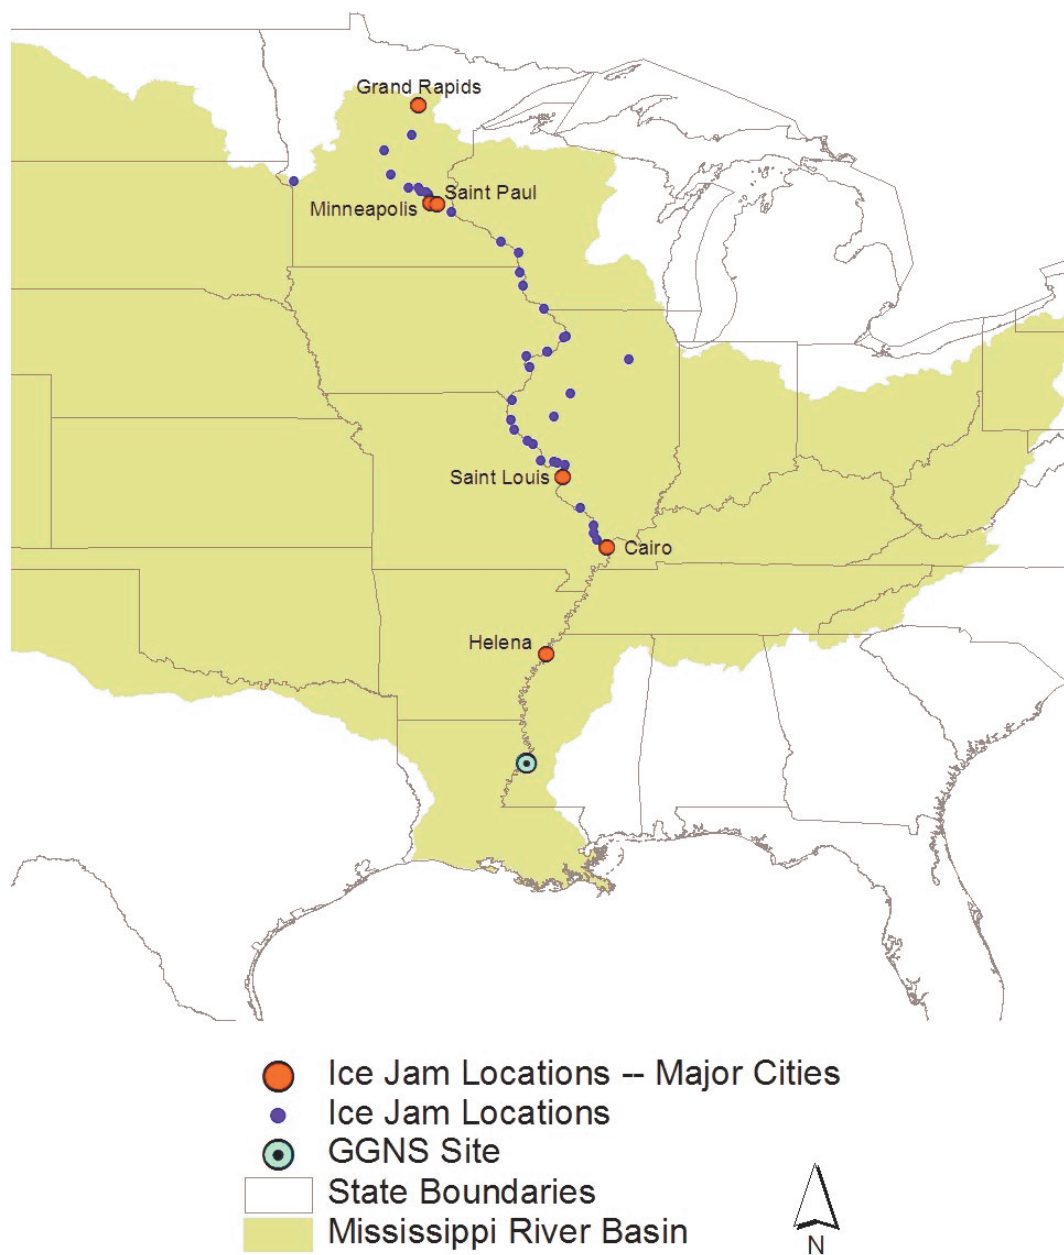 Grand Rapids
Saint Paul
Minneapolis
Saint Louis
Cairo
Helena
Ice Jam Locations -- Major Cities
Ice Jam Locations
GGNS Site
State Boundaries
Mississippi River Basin
N